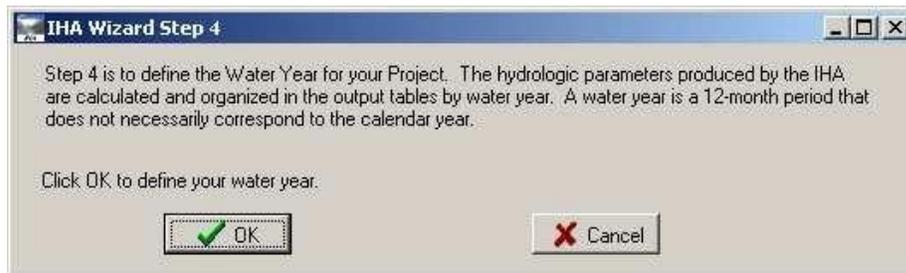 IHA Wizard Step 4
Step 4 is to define the Water Year for your Project. The hydrologic parameters produced by the IHA
are calculated and organized in the output tables by water year. A water year is a 12-month period that
does not necessarily correspond to the calendar year.
Click OK to define your water year.
OK Cancel